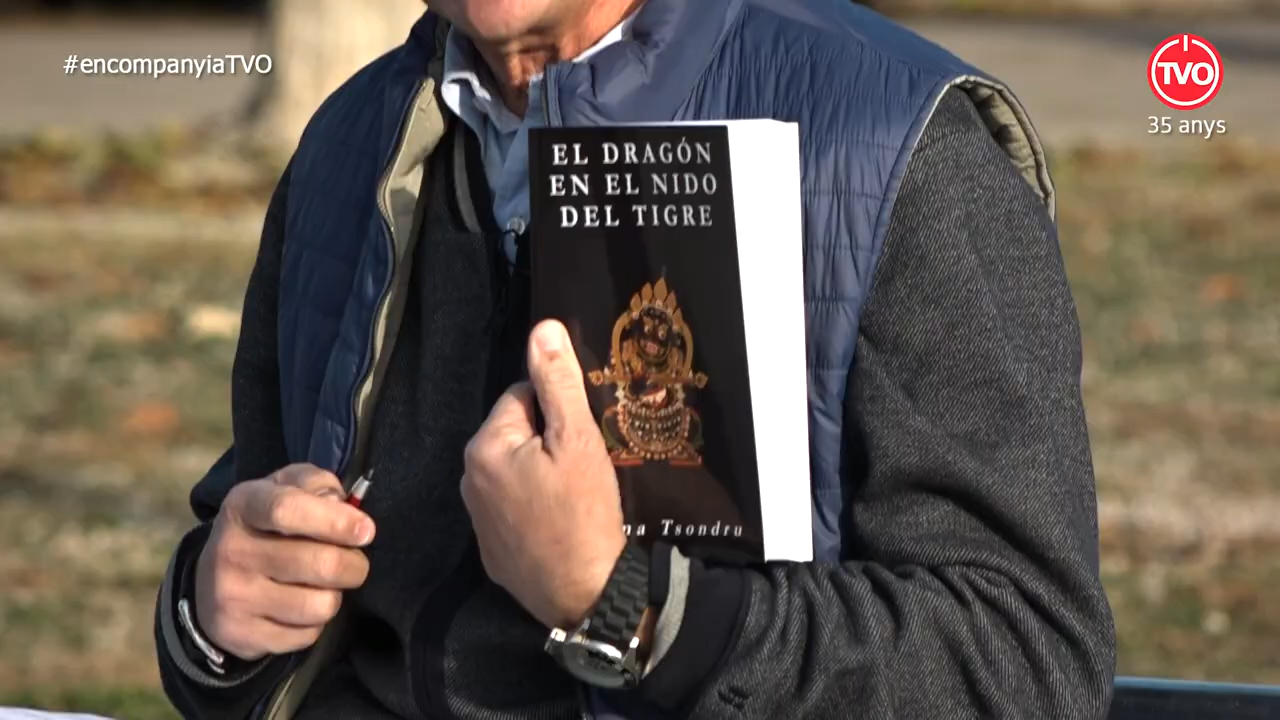 #encompanyiaTVO
TVO
35 anys
EL DRAGÓN
EN EL NIDO
DEL TIGRE
Tsondru